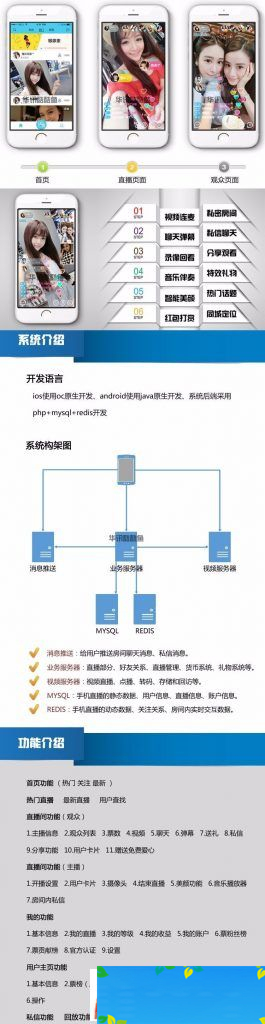 华讯酷酷鱼
华讯酷酷鱼
1
2
3
首页
直播页面
观众页面
01
STEP
视频连麦
私密房间
02
STEP
聊天弹幕
私信聊天
03
STEP
录像回看
分享观看
04
STEP
音乐伴奏
特效礼物
05
STEP
智能美颜
热门话题
06
STEP
红包打赏
同城定位
系统介绍
开发语言
ios使用oc原生开发、android使用java原生开发、系统后端采用
php+mysql+redis开发
系统构架图
华讯酷酷鱼
消息推送
业务服务器
视频服务器
MYSQL
REDIS
消息推送：给用户推送房间聊天消息、私信消息。
业务服务器：直播部分、好友关系、直播管理、货币系统、礼物系统等。
视频服务器：视频直播、点播、转码、存储和回访等。
MYSQL：手机直播的静态数据、用户信息、直播信息、账户信息。
REDIS：手机直播的动态数据、关注关系、房间内实时交互数据。
功能介绍
首页功能 （热门 关注 最新 ）
热门直播 最新直播 用户查找
直播间功能（观众）
1.主播信息 2.观众列表 3.票数 4.视频 5.聊天 6.弹幕 7.送礼 8.私信
9.分享功能 10.用户卡片 11.赠送免费爱心
直播间功能（主播）
1.开播设置 2.用户卡片 3.摄像头 4.结束直播 5.美颜功能 6.音乐播放器
7.房间内私信
我的功能
1.基本信息 2.我的直播 3.我的等级 4.我的收益 5.我的账户 6.票粉丝榜
7.票贡献榜 8.官方认证 9.设置
用户主页功能
1.基本信息 2.票榜（
6.操作
私信功能 回放功能